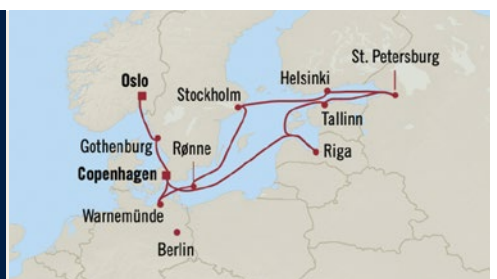 St. Petersburg
Helsinki
Oslo
Stockholm
Tallinn
Gothenburg
Rønne
Riga
Copenhagen
Warnemünde
Berlin